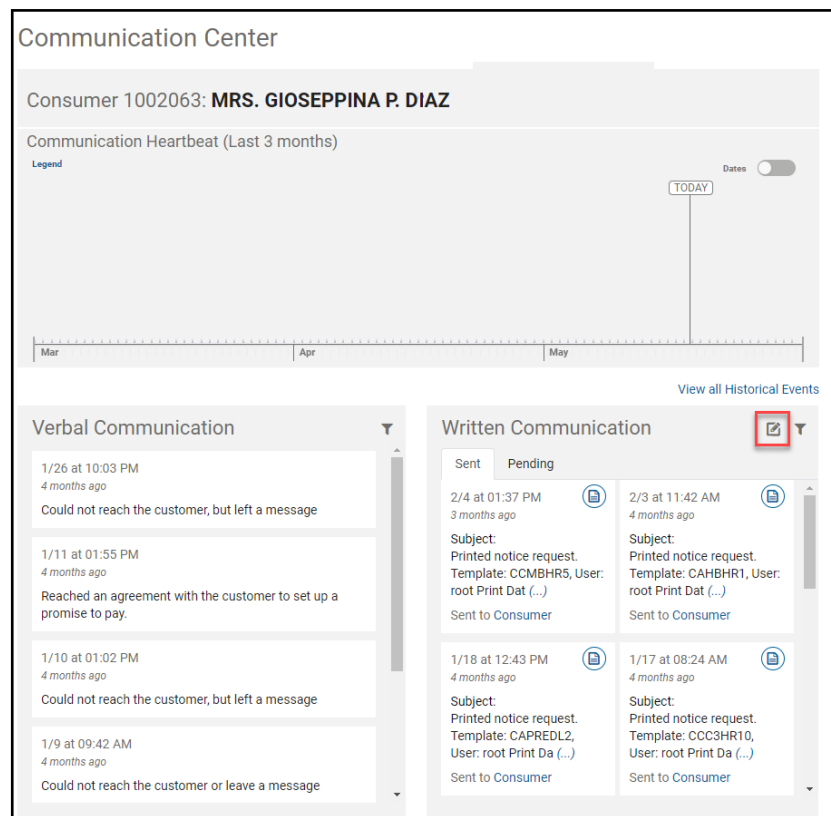 Communication Center
Consumer 1002063: MRS. GIOSEPPINA P. DIAZ
Communication Heartbeat (Last 3 months)
Legend
Dates
TODAY
Mar
Apr
May
View all Historical Events
Verbal Communication
1/26 at 10:03 PM
4 months ago
Could not reach the customer, but left a message
1/11 at 01:55 PM
4 months ago
Reached an agreement with the customer to set up a
promise to pay.
1/10 at 01:02 PM
4 months ago
Could not reach the customer, but left a message
1/9 at 09:42 AM
4 months ago
Could not reach the customer or leave a message
Written Communication
Sent
Pending
2/4 at 01:37 PM
3 months ago
Subject:
Printed notice request.
Template: CCMBHR5, User:
root Print Dat (...)
Sent to Consumer
2/3 at 11:42 AM
4 months ago
Subject:
Printed notice request.
Template: CAHBHR1, User:
root Print Dat (...)
Sent to Consumer
1/18 at 12:43 PM
4 months ago
Subject:
Printed notice request.
Template: CAPREDL2,
User: root Print Da (...)
Sent to Consumer
1/17 at 08:24 AM
4 months ago
Subject:
Printed notice request.
Template: CCC3HR10,
User: root Print Da (...)
Sent to Consumer